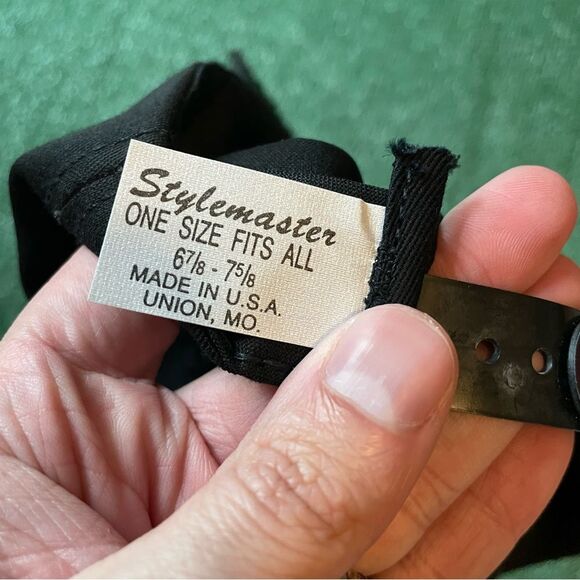 Stylemaster
ONE SIZE FITS ALL
6⅞ - 7⅝
MADE IN U.S.A.
UNION, MO.